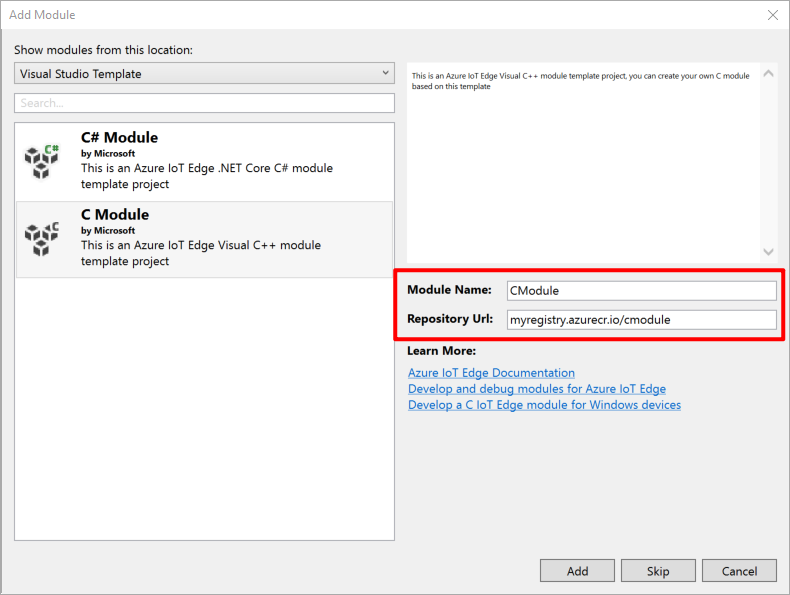 Add Module
Show modules from this location:
Visual Studio Template
Search...
C#
C# Module
by Microsoft
This is an Azure IoT Edge .NET Core C# module
template project
C
C Module
by Microsoft
This is an Azure IoT Edge Visual C++ module
template project
This is an Azure IoT Edge Visual C++ module template project, you can create your own C module
based on this template
Module Name: CModule
Repository Url: myregistry.azurecr.io/cmodule
Learn More:
Azure IoT Edge Documentation
Develop and debug modules for Azure IoT Edge
Develop a C IoT Edge module for Windows devices
Add Skip Cancel